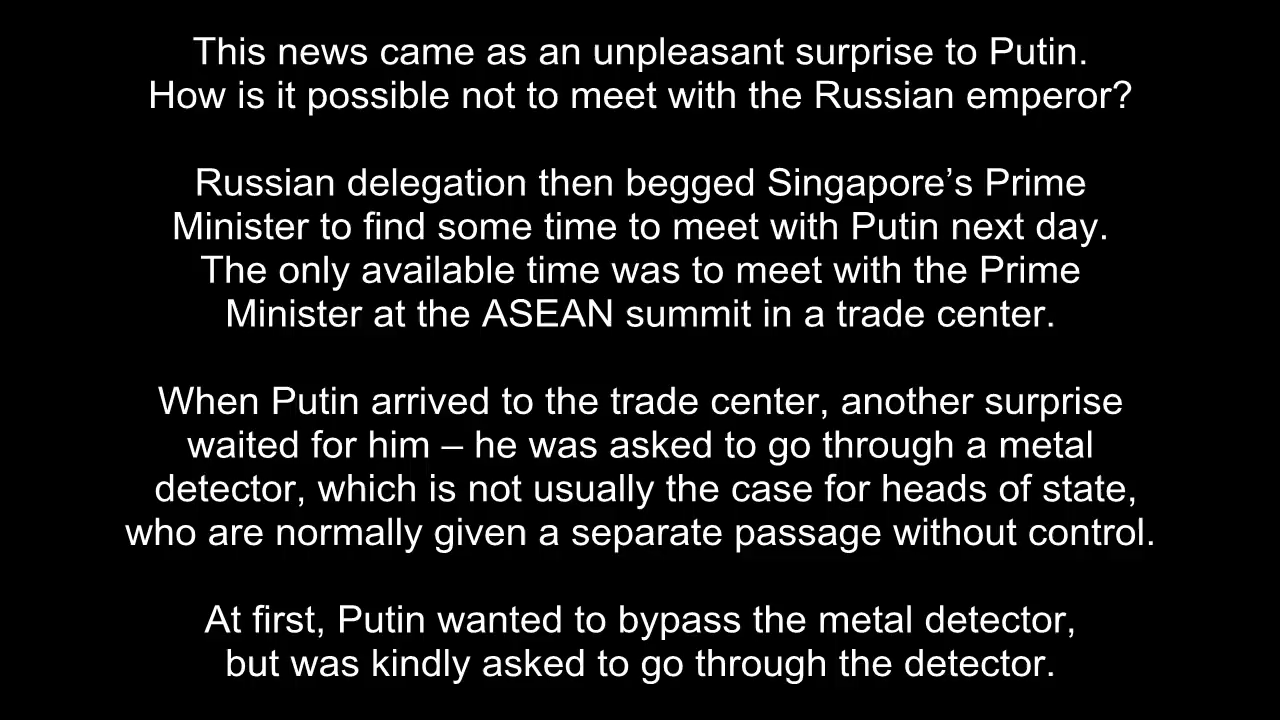 This news came as an unpleasant surprise to Putin.
How is it possible not to meet with the Russian emperor?
Russian delegation then begged Singapore’s Prime
Minister to find some time to meet with Putin next day.
The only available time was to meet with the Prime
Minister at the ASEAN summit in a trade center.
When Putin arrived to the trade center, another surprise
waited for him – he was asked to go through a metal
detector, which is not usually the case for heads of state,
who are normally given a separate passage without control.
At first, Putin wanted to bypass the metal detector,
but was kindly asked to go through the detector.